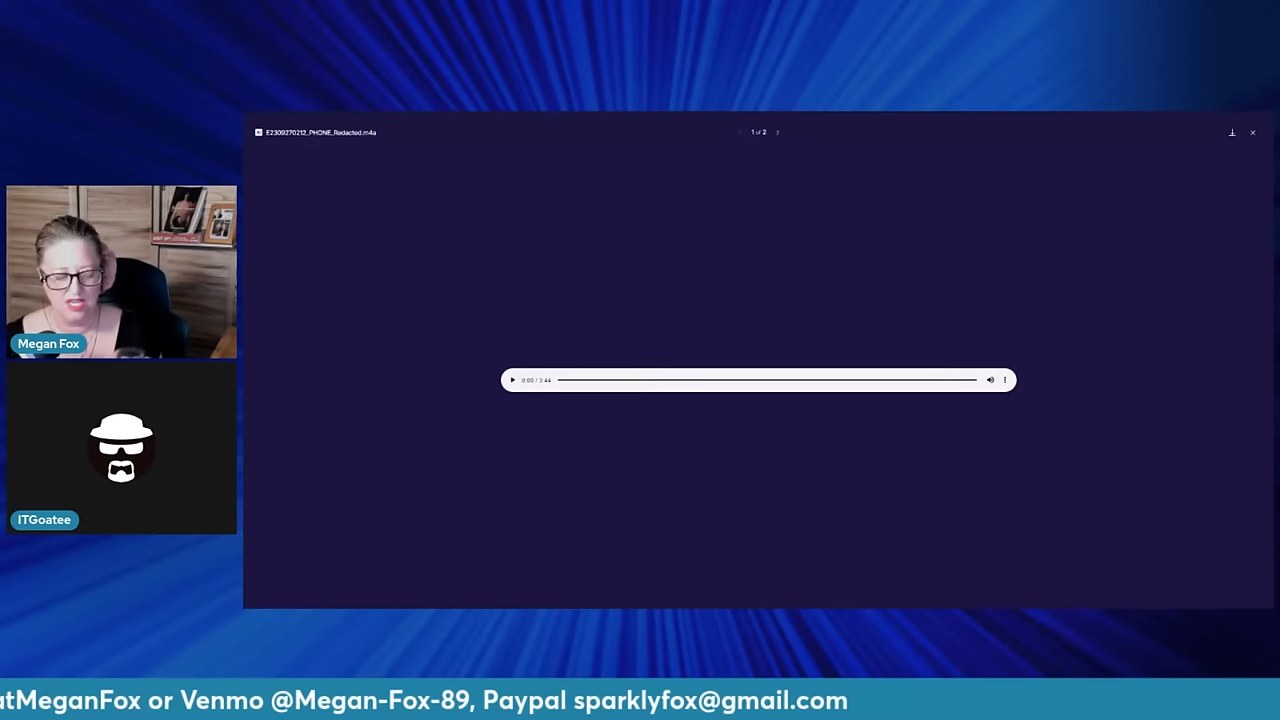 E2309270212_PHONE_Redacted.m4a
1 of 2
Megan Fox
0:00 / 3:44
ITGoatee
atMeganFox or Venmo @Megan-Fox-89, Paypal sparklyfox@gmail.com